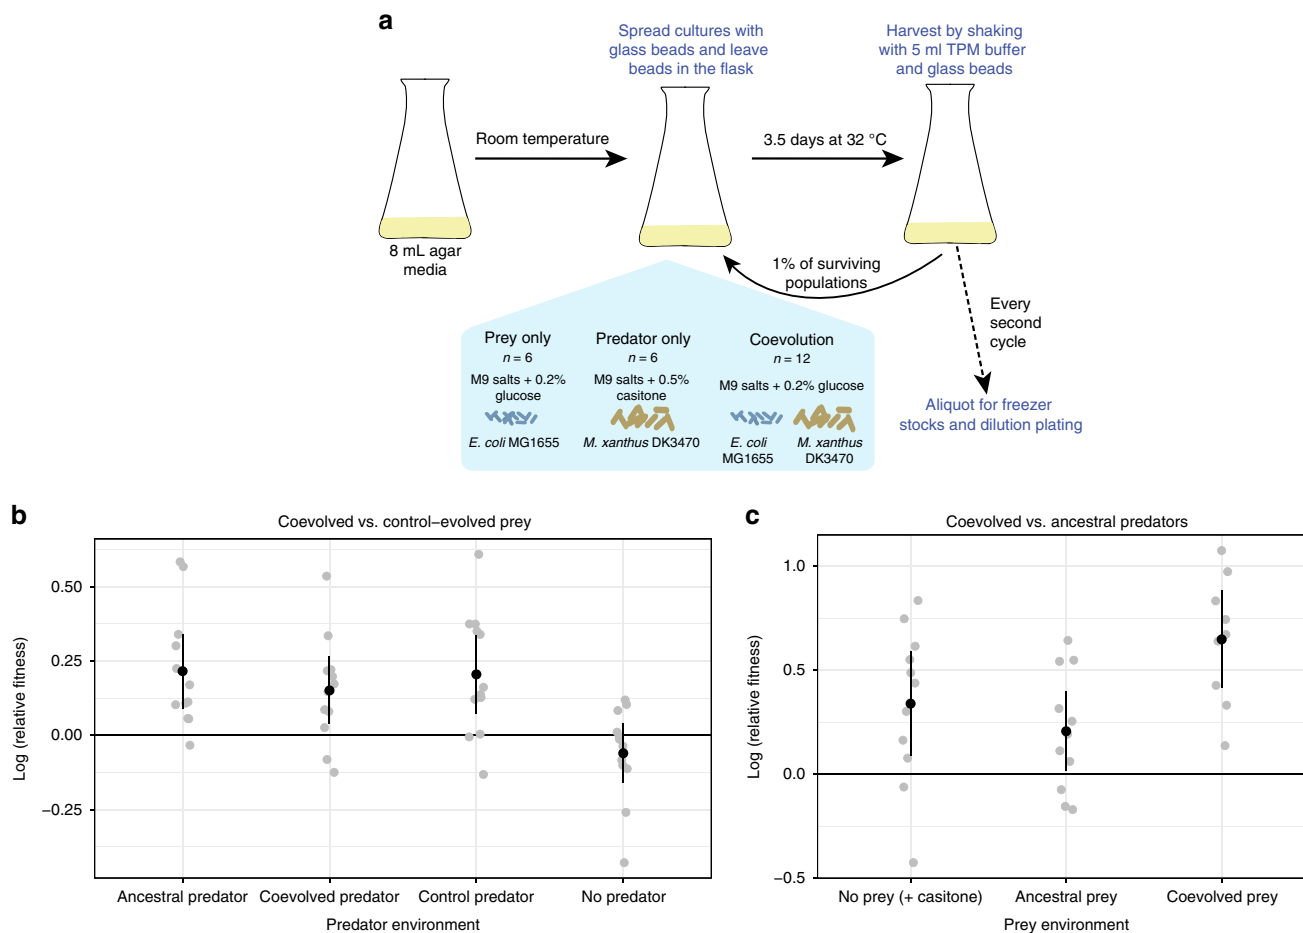 a
Spread cultures with
glass beads and leave
beads in the flask
Harvest by shaking
with 5 ml TPM buffer
and glass beads
Room temperature
3.5 days at 32 °C
8 mL agar
media
1% of surviving
populations
Every
second
cycle
Aliquot for freezer
stocks and dilution plating
Prey only
n = 6
M9 salts + 0.2%
glucose
E. coli MG1655
Predator only
n = 6
M9 salts + 0.5%
casitone
M. xanthus DK3470
Coevolution
n = 12
M9 salts + 0.2% glucose
E. coli
MG1655
M. xanthus
DK3470
b
Coevolved vs. control–evolved prey
Log (relative fitness)
0.50
0.25
0.00
−0.25
Ancestral predator
Coevolved predator
Control predator
No predator
Predator environment
c
Coevolved vs. ancestral predators
Log (relative fitness)
1.0
0.5
0.0
−0.5
No prey (+ casitone)
Ancestral prey
Coevolved prey
Prey environment